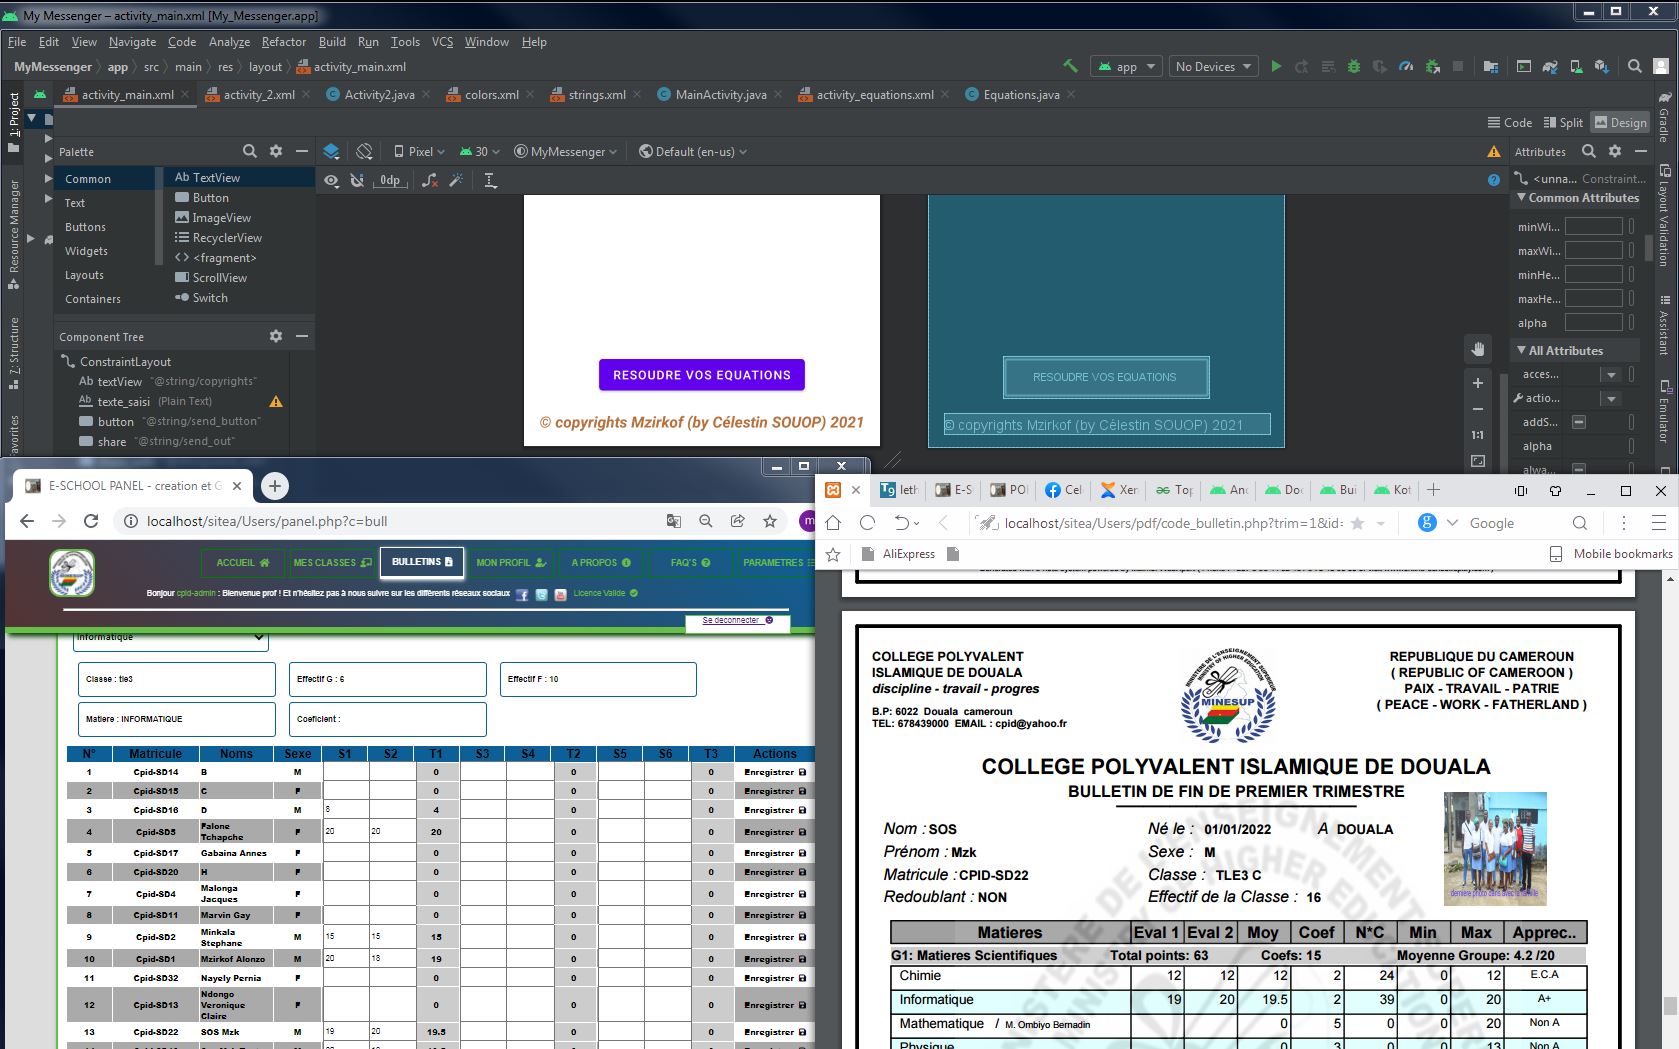 My Messenger – activity_main.xml [My_Messenger.app]
File Edit View Navigate Code Analyze Refactor Build Run Tools VCS Window Help
MyMessenger app src main res layout activity_main.xml
app No Devices
activity_main.xml activity_2.xml Activity2.java colors.xml strings.xml MainActivity.java activity_equations.xml Equations.java
1: Project
Resource Manager
7: Structure
Favorites
Code Split Design
Palette
Pixel 30 MyMessenger Default (en-us)
Attributes
0dp
Common
Text
Buttons
Widgets
Layouts
Containers
Ab TextView
Button
ImageView
RecyclerView
<fragment>
ScrollView
Switch
Component Tree
ConstraintLayout
Ab textView "@string/copyrights"
Ab texte_saisi (Plain Text)
button "@string/send_button"
share "@string/send_out"
RESOUDRE VOS EQUATIONS
© copyrights Mzirkof (by Célestin SOUOP) 2021
RESOUDRE VOS EQUATIONS
© copyrights Mzirkof (by Célestin SOUOP) 2021
1:1
<unna... Constraint...
Common Attributes
minWi...
maxWi...
minHe...
maxHe...
alpha
All Attributes
acces...
actio...
addS...
alpha
alwa...
Gradle
Layout Validation
Assistant
Emulator
E-SCHOOL PANEL - creation et G
localhost/sitea/Users/panel.php?c=bull
m
MINESUP
ACCUEIL MES CLASSES BULLETINS MON PROFIL A PROPOS FAQ'S PARAMETRES
Bonjour cpid-admin : Bienvenue prof ! Et n'hésitez pas à nous suivre sur les différents réseaux sociaux Licence Valide
Se deconnecter
Informatique
Classe : tle3 Effectif G : 6 Effectif F : 10
Matiere : INFORMATIQUE Coeficient :
N° Matricule Noms Sexe S1 S2 T1 S3 S4 T2 S5 S6 T3 Actions
1 Cpid-SD14 B M 0 0 0 Enregistrer
2 Cpid-SD15 C F 0 0 0 Enregistrer
3 Cpid-SD16 D M 8 4 0 0 Enregistrer
4 Cpid-SD5 Falone Tchapche F 20 20 20 0 0 Enregistrer
5 Cpid-SD17 Gabaina Annes F 0 0 0 Enregistrer
6 Cpid-SD20 H F 0 0 0 Enregistrer
7 Cpid-SD4 Malonga Jacques F 0 0 0 Enregistrer
8 Cpid-SD11 Marvin Gay F 0 0 0 Enregistrer
9 Cpid-SD2 Minkala Stephane M 15 15 15 0 0 Enregistrer
10 Cpid-SD1 Mzirkof Alonzo M 20 18 19 0 0 Enregistrer
11 Cpid-SD32 Nayely Pernia F 0 0 0 Enregistrer
12 Cpid-SD13 Ndongo Veronique Claire F 0 0 0 Enregistrer
13 Cpid-SD22 SOS Mzk M 19 20 19.5 0 0 Enregistrer
T9 leth E-S POI Cel Xer Top And Do Bui Kot
localhost/sitea/Users/pdf/code_bulletin.php?trim=1&id=
g Google
AliExpress Mobile bookmarks
COLLEGE POLYVALENT
ISLAMIQUE DE DOUALA
discipline - travail - progres
B.P: 6022 Douala cameroun
TEL: 678439000 EMAIL : cpid@yahoo.fr
MINISTERE DE L'ENSEIGNEMENT SUPERIEUR
MINISTRY OF HIGHER EDUCATION
MINESUP
REPUBLIQUE DU CAMEROUN
( REPUBLIC OF CAMEROON )
PAIX - TRAVAIL - PATRIE
( PEACE - WORK - FATHERLAND )
COLLEGE POLYVALENT ISLAMIQUE DE DOUALA
BULLETIN DE FIN DE PREMIER TRIMESTRE
Nom : SOS Né le : 01/01/2022 A DOUALA
Prénom : Mzk Sexe : M
Matricule : CPID-SD22 Classe : TLE3 C
Redoublant : NON Effectif de la Classe : 16
Matieres Eval 1 Eval 2 Moy Coef N*C Min Max Apprec..
G1: Matieres Scientifiques Total points: 63 Coefs: 15 Moyenne Groupe: 4.2 /20
Chimie 12 12 12 2 24 0 12 E.C.A
Informatique 19 20 19.5 2 39 0 20 A+
Mathematique / M. Ombiyo Bernadin 0 5 0 0 20 Non A
Physique 0 3 0 0 13 Non A